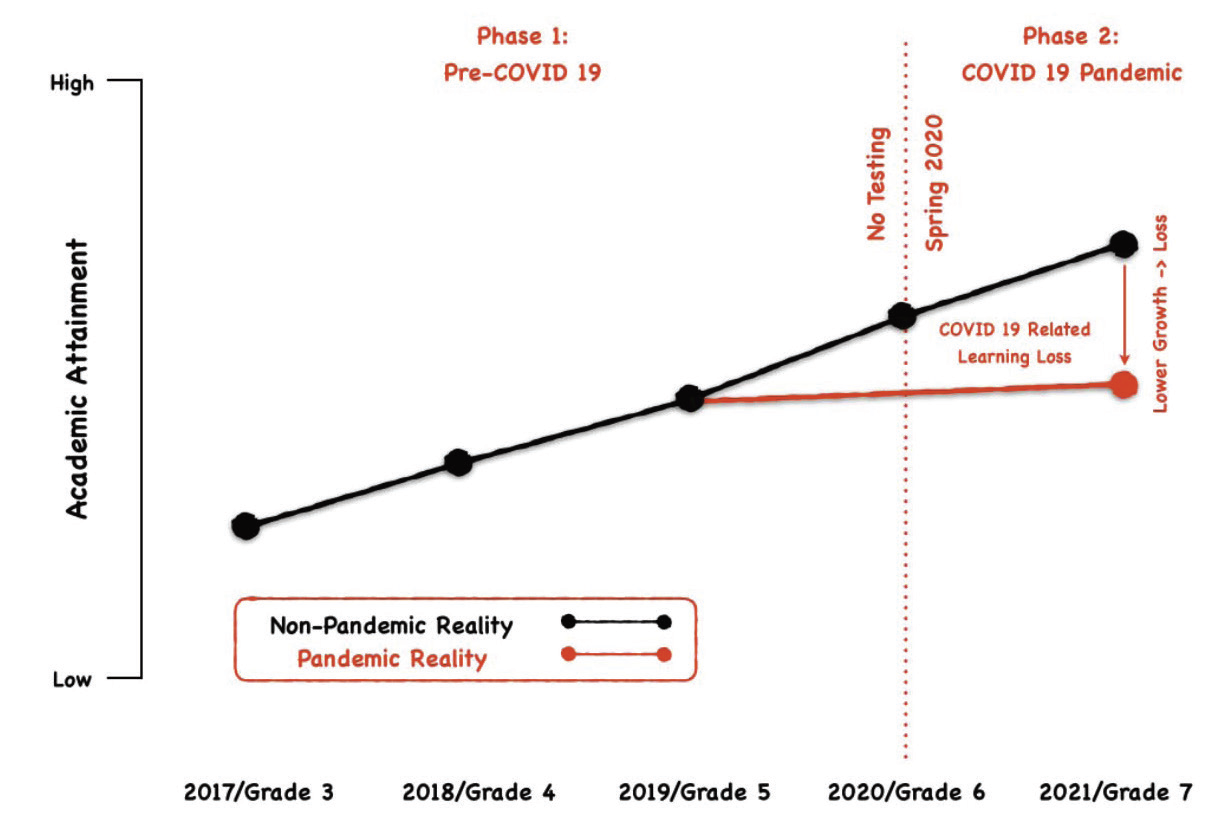 Phase 1:
Pre-COVID 19
Phase 2:
COVID 19 Pandemic
High
No Testing
Spring 2020
Academic Attainment
Lower Growth -> Loss
COVID 19 Related
Learning Loss
Non-Pandemic Reality
Pandemic Reality
Low
2017/Grade 3
2018/Grade 4
2019/Grade 5
2020/Grade 6
2021/Grade 7